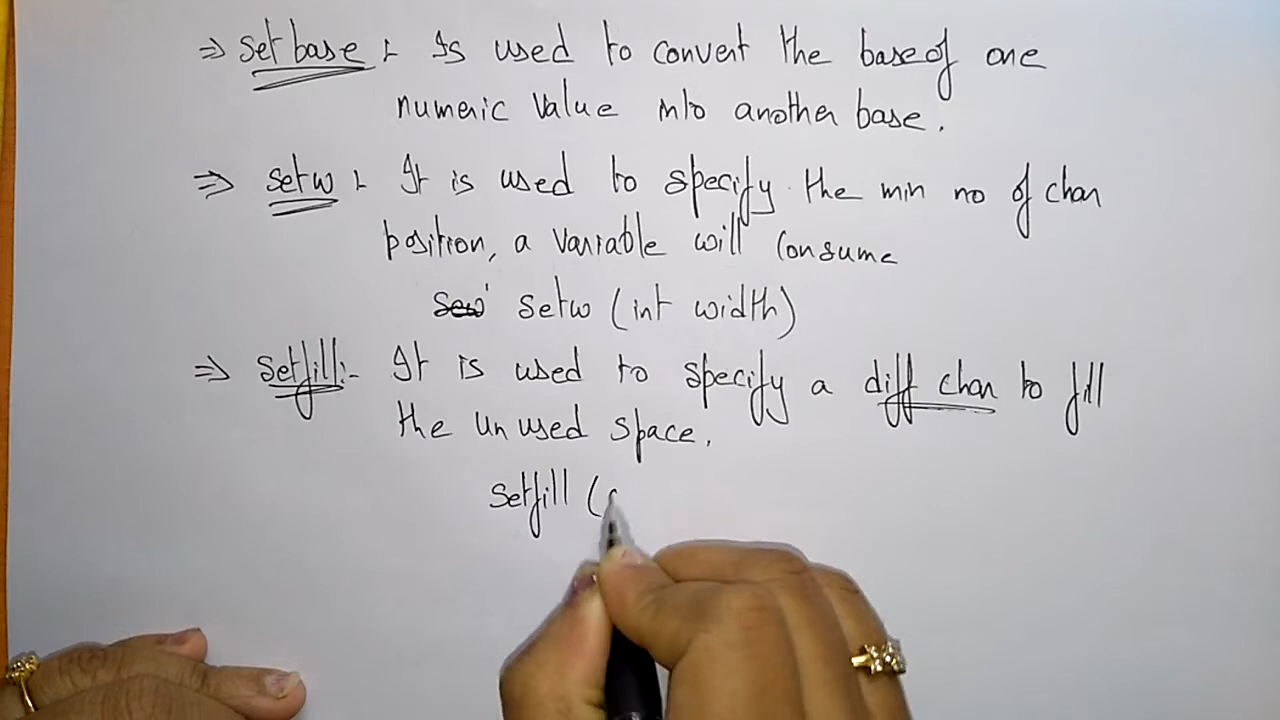 ⇒ setbase :- Is used to convert the base of one
numeric value into another base.
⇒ setw :- It is used to specify the min no of char
position, a variable will consume
setw (int width)
⇒ setfill :- It is used to specify a diff char to fill
the unused space.
setfill (